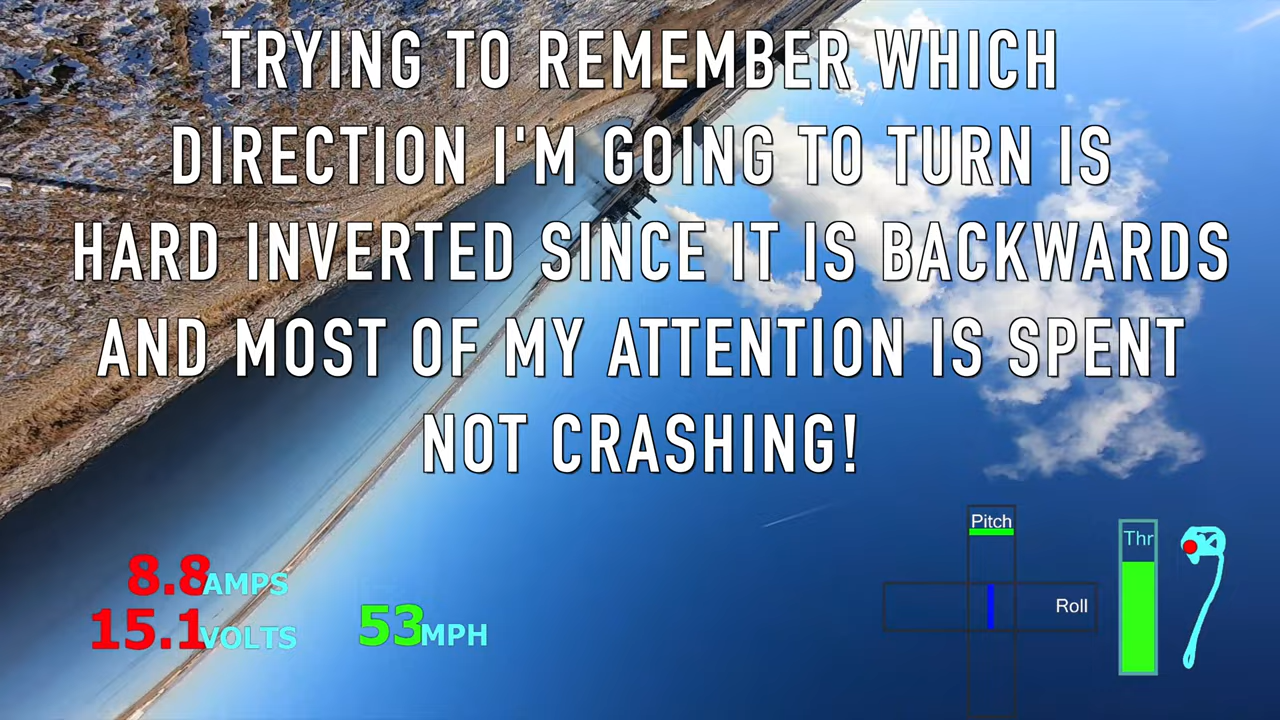 TRYING TO REMEMBER WHICH
DIRECTION I'M GOING TO TURN IS
HARD INVERTED SINCE IT IS BACKWARDS
AND MOST OF MY ATTENTION IS SPENT
NOT CRASHING!
Pitch
Thr
8.8AMPS
Roll
15.1VOLTS
53MPH